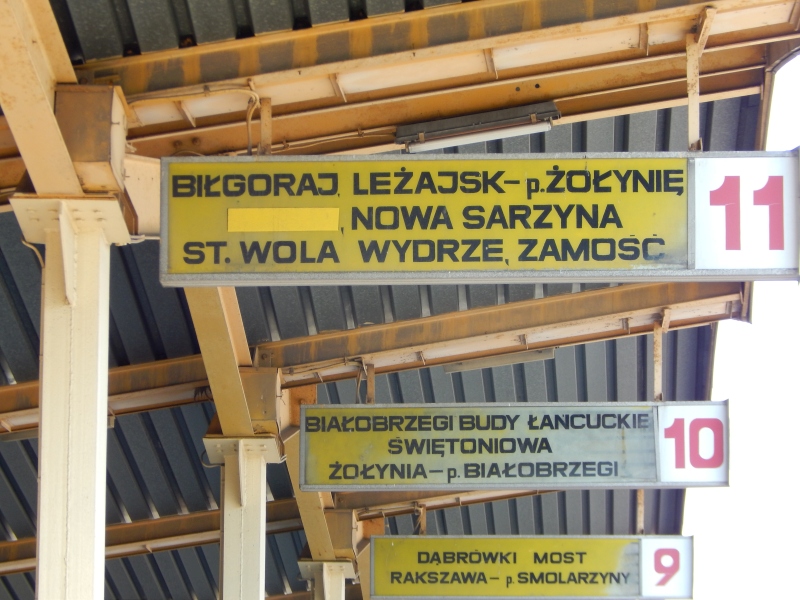 BIŁGORAJ, LEŻAJSK-p.ŻOŁYNIĘ
, NOWA SARZYNA
ST. WOLA WYDRZE, ZAMOŚĆ
11
BIAŁOBRZEGI BUDY ŁANCUCKIE
ŚWIĘTONIOWA
ŻOŁYNIA-p.BIAŁOBRZEGI
10
DĄBRÓWKI MOST
RAKSZAWA- p.SMOLARZYNY
9